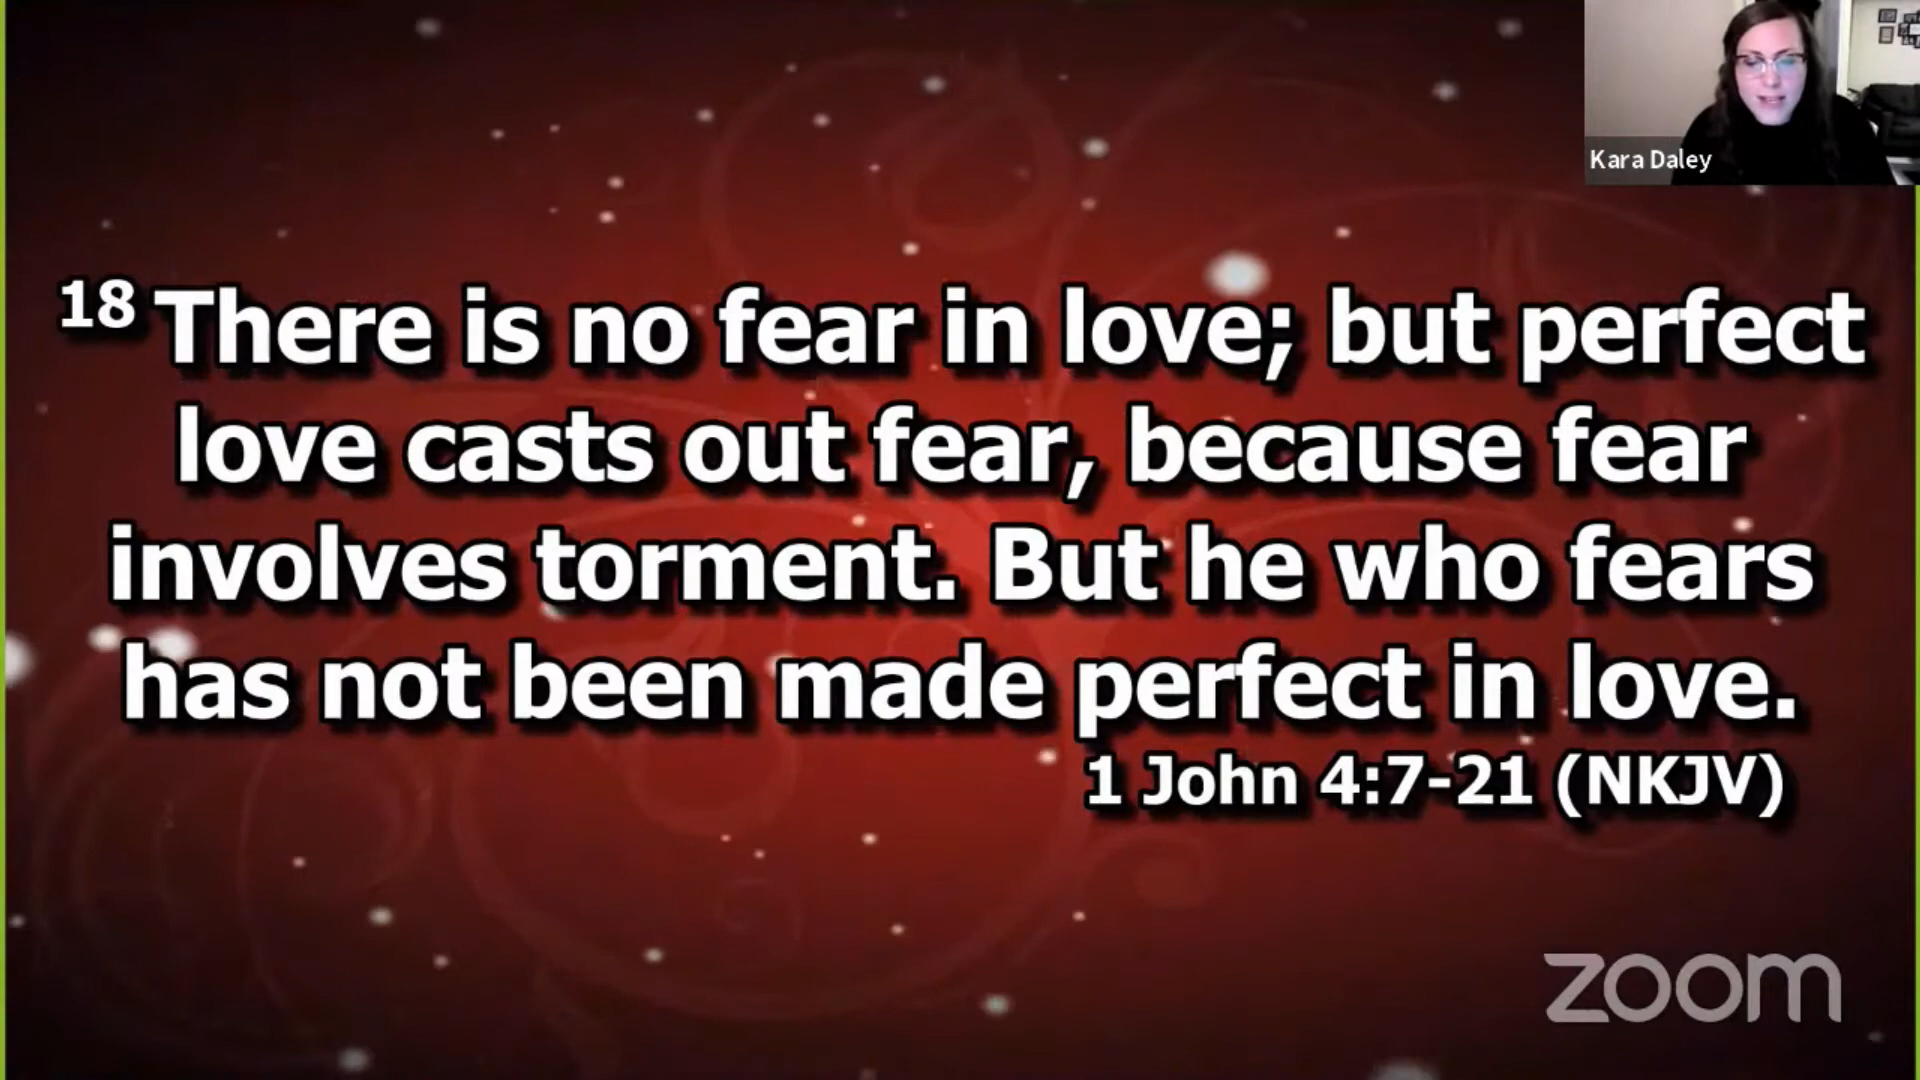 Kara Daley
18 There is no fear in love; but perfect
love casts out fear, because fear
involves torment. But he who fears
has not been made perfect in love.
1 John 4:7-21 (NKJV)
zoom